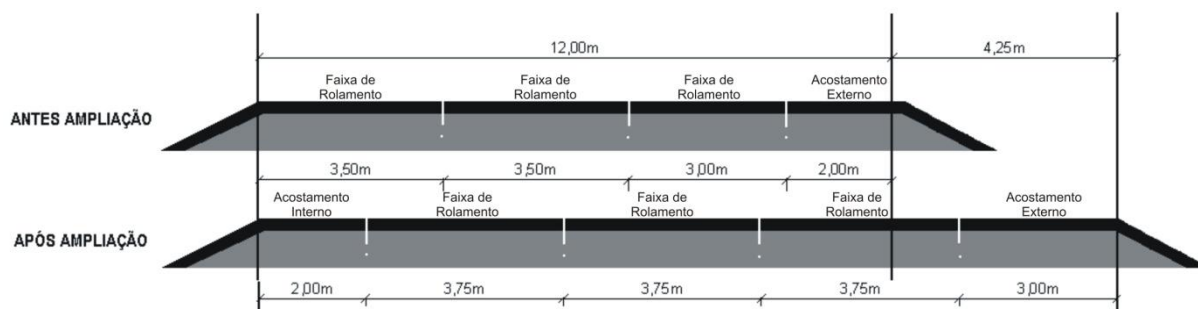 12,00m 4,25m
Faixa de Rolamento Faixa de Rolamento Faixa de Rolamento Acostamento Externo
ANTES AMPLIAÇÃO
3,50m 3,50m 3,00m 2,00m
Acostamento Interno Faixa de Rolamento Faixa de Rolamento Faixa de Rolamento Acostamento Externo
APÓS AMPLIAÇÃO
2,00m 3,75m 3,75m 3,75m 3,00m